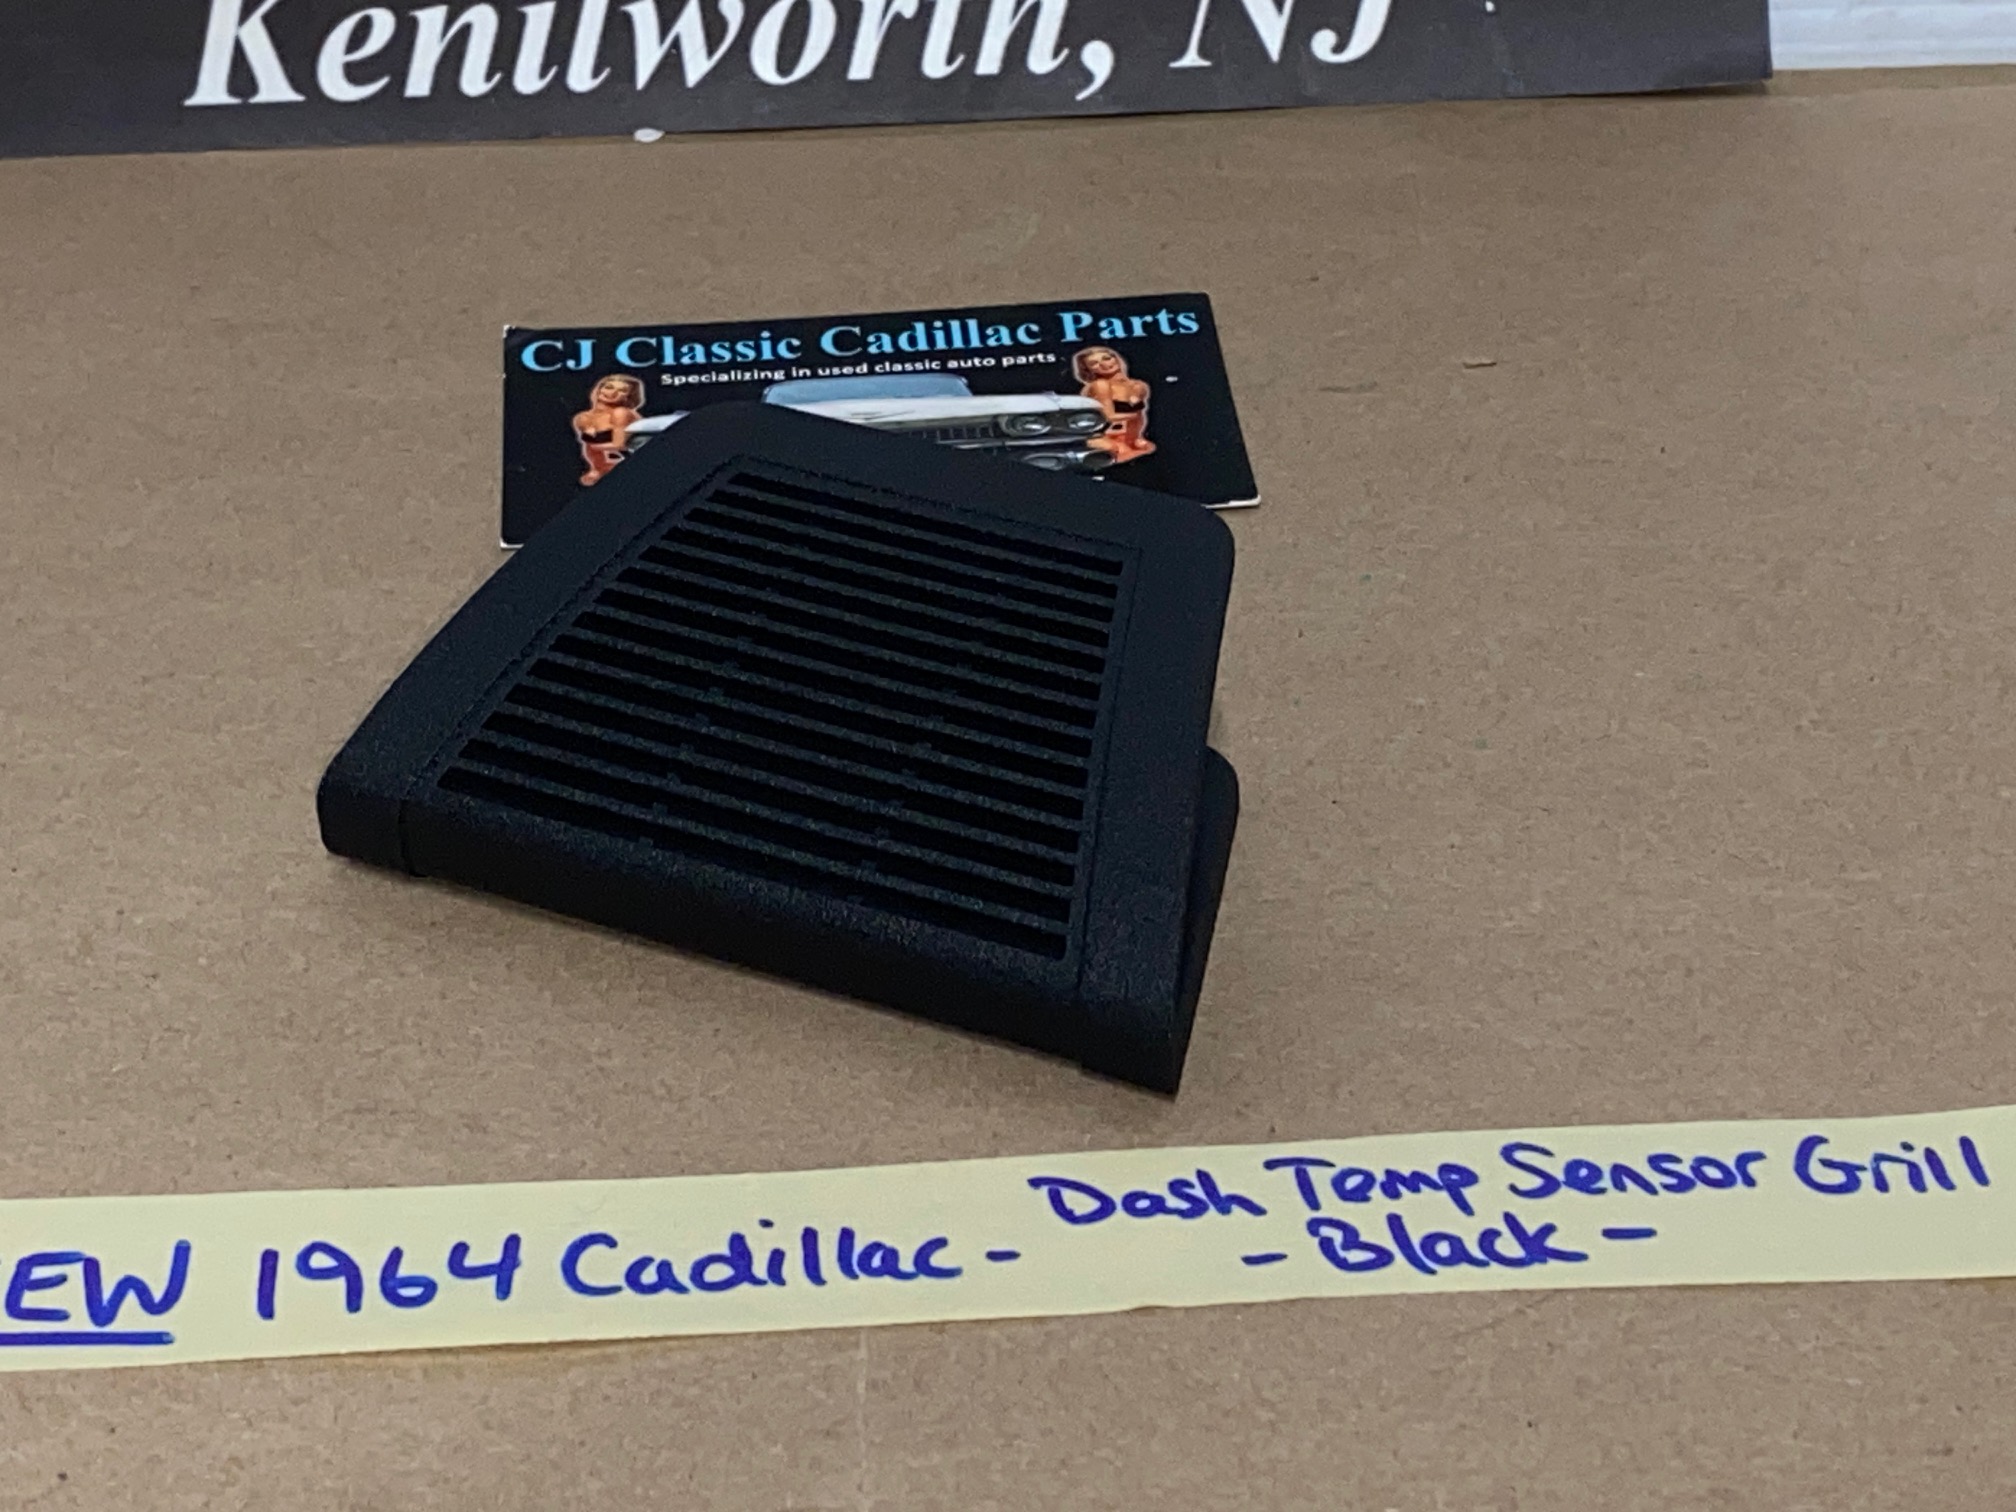 Kenilworth, NJ
CJ Classic Cadillac Parts
Specializing in used classic auto parts
EW 1964 Cadillac - Dash Temp Sensor Grill
- Black -